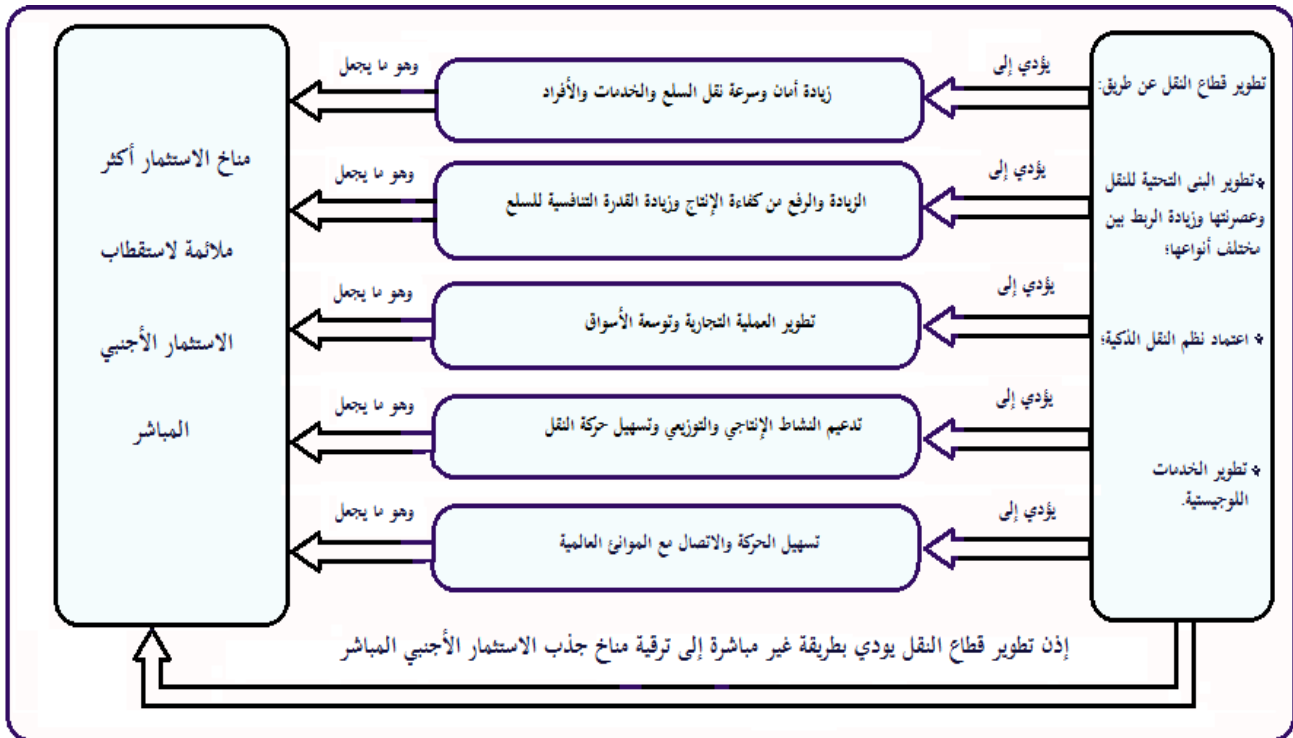 تطوير قطاع النقل عن طريق:
❖تطوير البنى التحتية للنقل
وعصرنتها وزيادة الربط بين
مختلف أنواعها؛
❖ اعتماد نظم النقل الذكية؛
❖ تطوير الخدمات
اللوجيستية.
يؤدي إلى
زيادة أمان وسرعة نقل السلع والخدمات والأفراد
وهو ما يجعل
يؤدي إلى
الزيادة والرفع من كفاءة الإنتاج وزيادة القدرة التنافسية للسلع
وهو ما يجعل
يؤدي إلى
تطوير العملية التجارية وتوسعة الأسواق
وهو ما يجعل
يؤدي إلى
تدعيم النشاط الإنتاجي والتوزيعي وتسهيل حركة النقل
وهو ما يجعل
يؤدي إلى
تسهيل الحركة والاتصال مع الموانئ العالمية
وهو ما يجعل
مناخ الاستثمار أكثر
ملائمة لاستقطاب
الاستثمار الأجنبي
المباشر
إذن تطوير قطاع النقل يودي بطريقة غير مباشرة إلى ترقية مناخ جذب الاستثمار الأجنبي المباشر